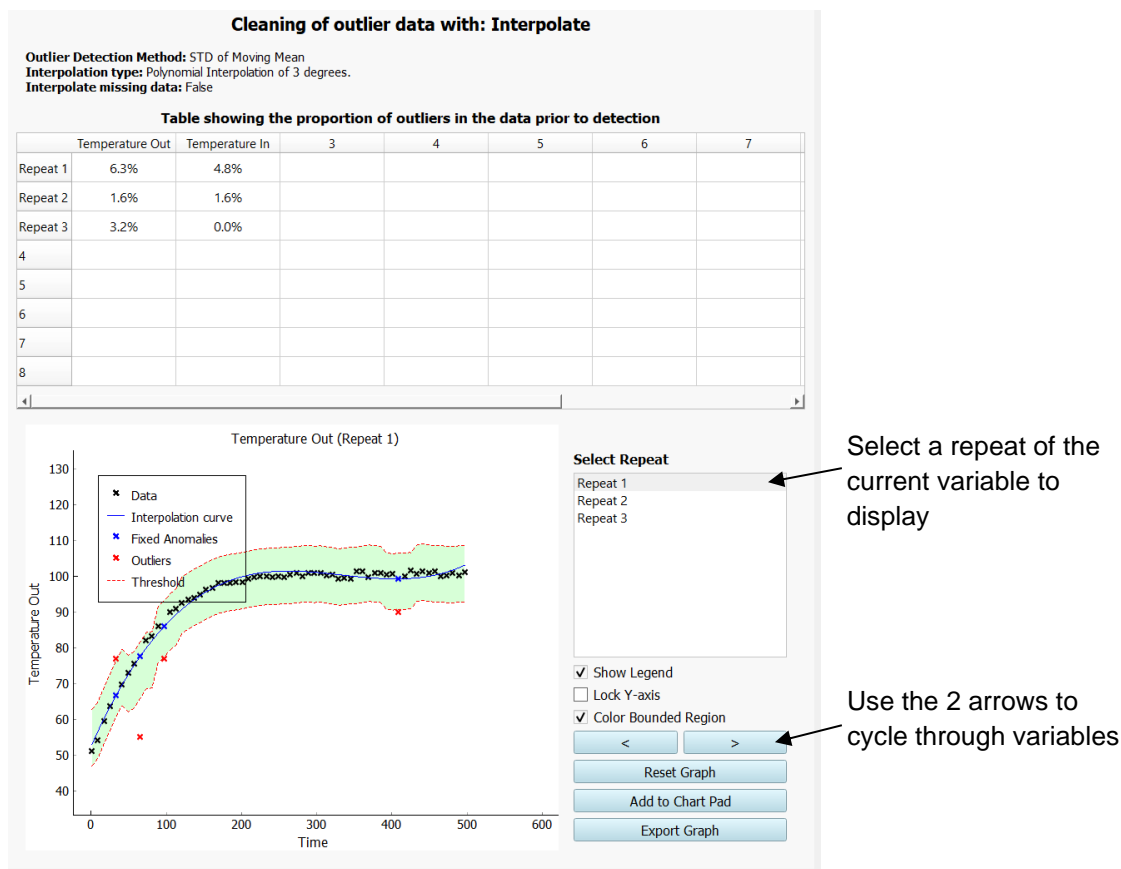 Cleaning of outlier data with: Interpolate
Outlier Detection Method: STD of Moving Mean
Interpolation type: Polynomial Interpolation of 3 degrees.
Interpolate missing data: False
Table showing the proportion of outliers in the data prior to detection
Temperature Out Temperature In 3 4 5 6 7
Repeat 1 6.3% 4.8%
Repeat 2 1.6% 1.6%
Repeat 3 3.2% 0.0%
4
5
6
7
8
Temperature Out (Repeat 1)
130
120
110
100
90
80
70
60
50
40
Temperature Out
Data
Interpolation curve
Fixed Anomalies
Outliers
Threshold
0 100 200 300 400 500 600
Time
Select Repeat
Repeat 1
Repeat 2
Repeat 3
Show Legend
Lock Y-axis
Color Bounded Region
< >
Reset Graph
Add to Chart Pad
Export Graph
Select a repeat of the
current variable to
display
Use the 2 arrows to
cycle through variables